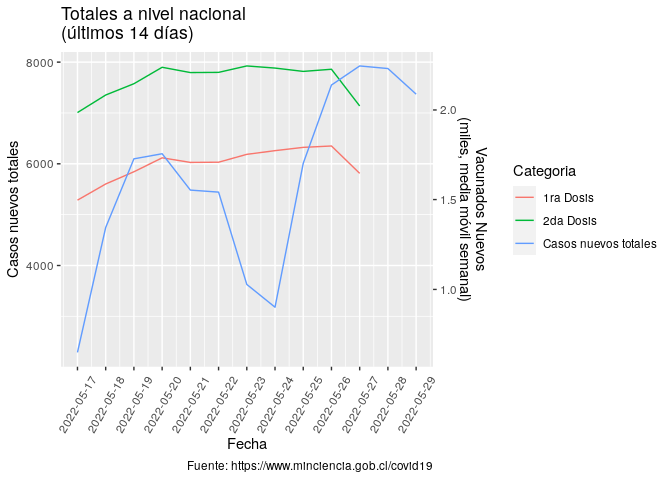 Totales a nivel nacional
(últimos 14 días)
8000
6000
4000
Casos nuevos totales
2.0
1.5
1.0
Vacunados Nuevos
(miles, media móvil semanal)
2022-05-17
2022-05-18
2022-05-19
2022-05-20
2022-05-21
2022-05-22
2022-05-23
2022-05-24
2022-05-25
2022-05-26
2022-05-27
2022-05-28
2022-05-29
Fecha
Categoria
1ra Dosis
2da Dosis
Casos nuevos totales
Fuente: https://www.minciencia.gob.cl/covid19